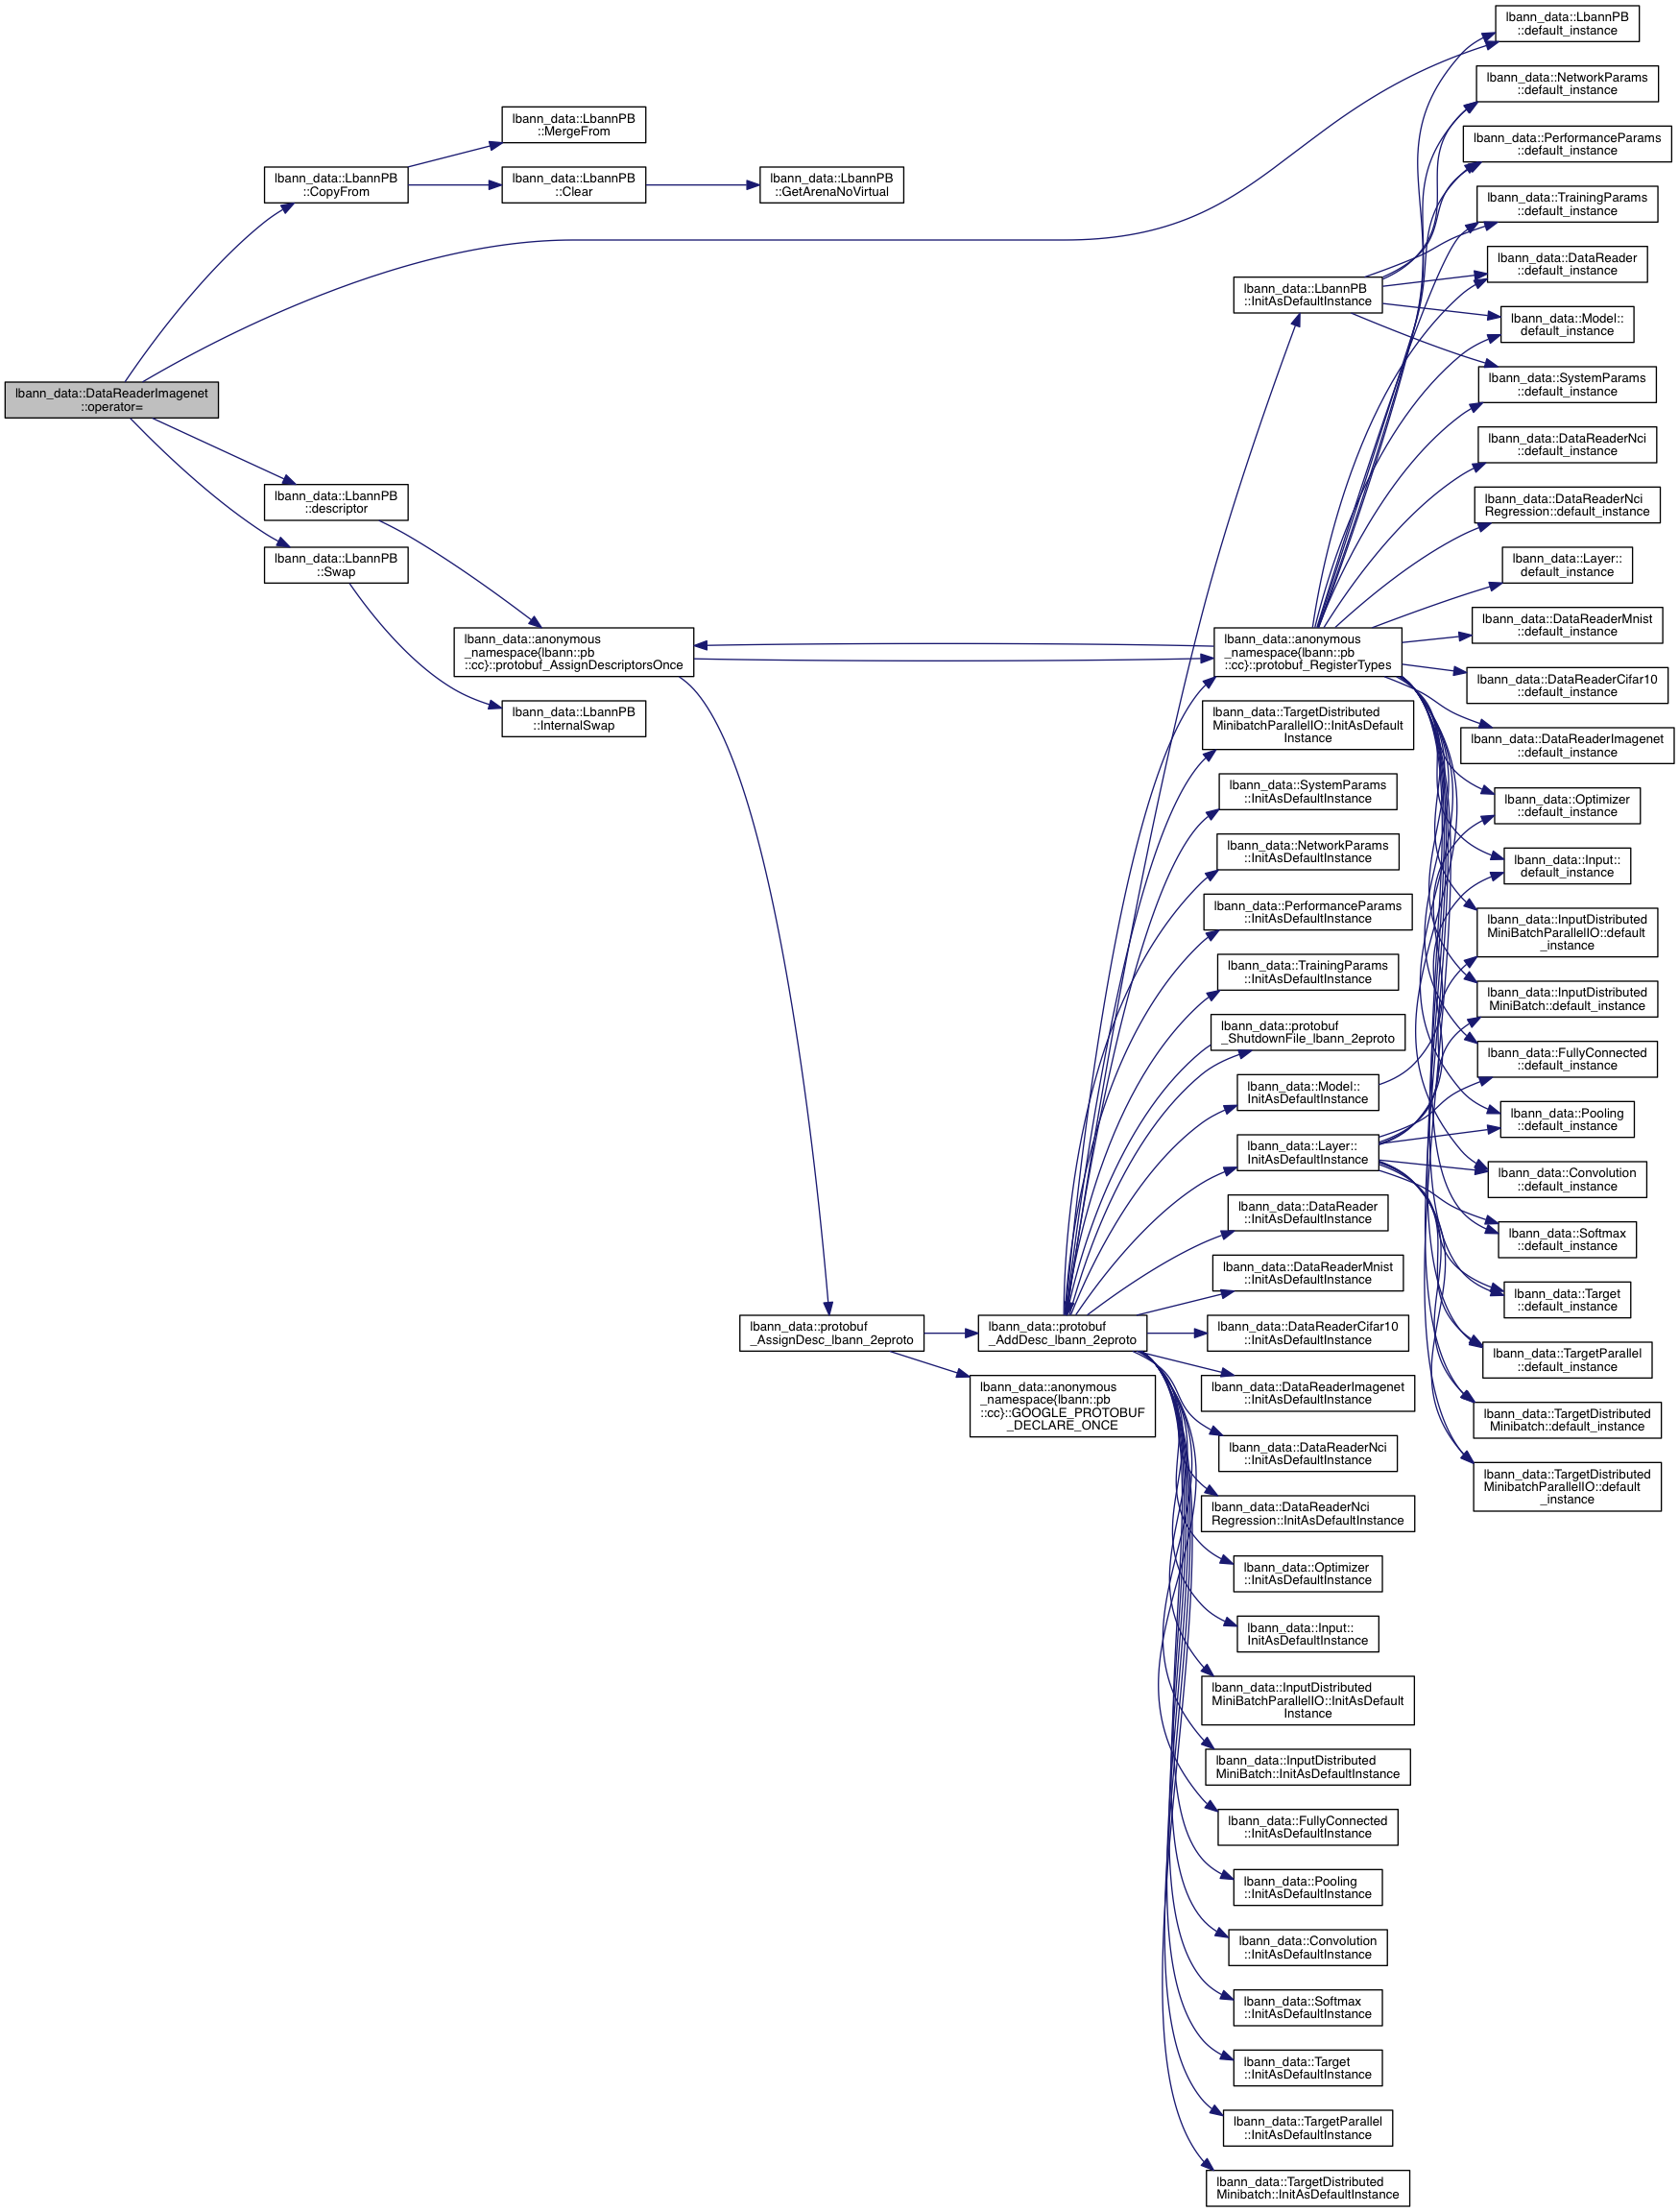 lbann_data::DataReaderImagenet
::operator=
lbann_data::LbannPB
::CopyFrom
lbann_data::LbannPB
::descriptor
lbann_data::LbannPB
::Swap
lbann_data::LbannPB
::MergeFrom
lbann_data::LbannPB
::Clear
lbann_data::anonymous
_namespace{lbann::pb
::cc}::protobuf_AssignDescriptorsOnce
lbann_data::LbannPB
::InternalSwap
lbann_data::LbannPB
::GetArenaNoVirtual
lbann_data::protobuf
_AssignDesc_lbann_2eproto
lbann_data::protobuf
_AddDesc_lbann_2eproto
lbann_data::anonymous
_namespace{lbann::pb
::cc}::GOOGLE_PROTOBUF
_DECLARE_ONCE
lbann_data::LbannPB
::InitAsDefaultInstance
lbann_data::anonymous
_namespace{lbann::pb
::cc}::protobuf_RegisterTypes
lbann_data::TargetDistributed
MinibatchParallelIO::InitAsDefault
Instance
lbann_data::SystemParams
::InitAsDefaultInstance
lbann_data::NetworkParams
::InitAsDefaultInstance
lbann_data::PerformanceParams
::InitAsDefaultInstance
lbann_data::TrainingParams
::InitAsDefaultInstance
lbann_data::protobuf
_ShutdownFile_lbann_2eproto
lbann_data::Model::
InitAsDefaultInstance
lbann_data::Layer::
InitAsDefaultInstance
lbann_data::DataReader
::InitAsDefaultInstance
lbann_data::DataReaderMnist
::InitAsDefaultInstance
lbann_data::DataReaderCifar10
::InitAsDefaultInstance
lbann_data::DataReaderImagenet
::InitAsDefaultInstance
lbann_data::DataReaderNci
::InitAsDefaultInstance
lbann_data::DataReaderNci
Regression::InitAsDefaultInstance
lbann_data::Optimizer
::InitAsDefaultInstance
lbann_data::Input::
InitAsDefaultInstance
lbann_data::InputDistributed
MiniBatchParallelIO::InitAsDefault
Instance
lbann_data::InputDistributed
MiniBatch::InitAsDefaultInstance
lbann_data::FullyConnected
::InitAsDefaultInstance
lbann_data::Pooling
::InitAsDefaultInstance
lbann_data::Convolution
::InitAsDefaultInstance
lbann_data::Softmax
::InitAsDefaultInstance
lbann_data::Target
::InitAsDefaultInstance
lbann_data::TargetParallel
::InitAsDefaultInstance
lbann_data::TargetDistributed
Minibatch::InitAsDefaultInstance
lbann_data::LbannPB
::default_instance
lbann_data::NetworkParams
::default_instance
lbann_data::PerformanceParams
::default_instance
lbann_data::TrainingParams
::default_instance
lbann_data::DataReader
::default_instance
lbann_data::Model::
default_instance
lbann_data::SystemParams
::default_instance
lbann_data::DataReaderNci
::default_instance
lbann_data::DataReaderNci
Regression::default_instance
lbann_data::Layer::
default_instance
lbann_data::DataReaderMnist
::default_instance
lbann_data::DataReaderCifar10
::default_instance
lbann_data::DataReaderImagenet
::default_instance
lbann_data::Optimizer
::default_instance
lbann_data::Input::
default_instance
lbann_data::InputDistributed
MiniBatchParallelIO::default
_instance
lbann_data::InputDistributed
MiniBatch::default_instance
lbann_data::FullyConnected
::default_instance
lbann_data::Pooling
::default_instance
lbann_data::Convolution
::default_instance
lbann_data::Softmax
::default_instance
lbann_data::Target
::default_instance
lbann_data::TargetParallel
::default_instance
lbann_data::TargetDistributed
Minibatch::default_instance
lbann_data::TargetDistributed
MinibatchParallelIO::default
_instance